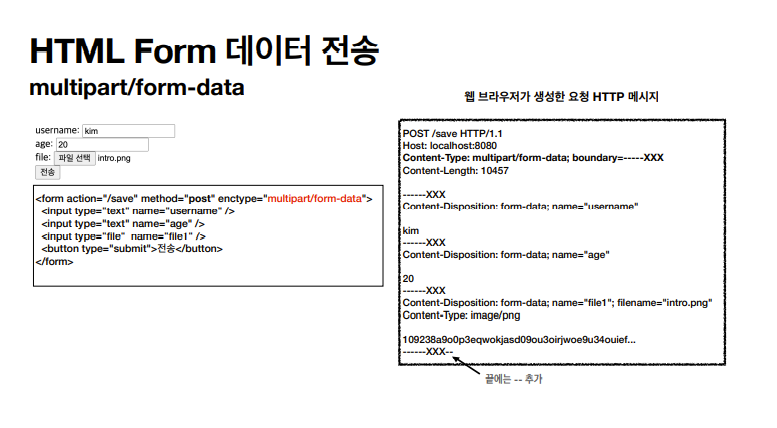 HTML Form 데이터 전송
multipart/form-data
username: kim
age: 20
file: 파일 선택 intro.png
전송
<form action="/save" method="post" enctype="multipart/form-data">
<input type="text" name="username" />
<input type="text" name="age" />
<input type="file" name="file1" />
<button type="submit">전송</button>
</form>
웹 브라우저가 생성한 요청 HTTP 메시지
POST /save HTTP/1.1
Host: localhost:8080
Content-Type: multipart/form-data; boundary=-----XXX
Content-Length: 10457
------XXX
Content-Disposition: form-data; name="username"
kim
------XXX
Content-Disposition: form-data; name="age"
20
------XXX
Content-Disposition: form-data; name="file1"; filename="intro.png"
Content-Type: image/png
109238a9o0p3eqwokjasd09ou3oirjwoe9u34ouief...
------XXX--
끝에는 -- 추가